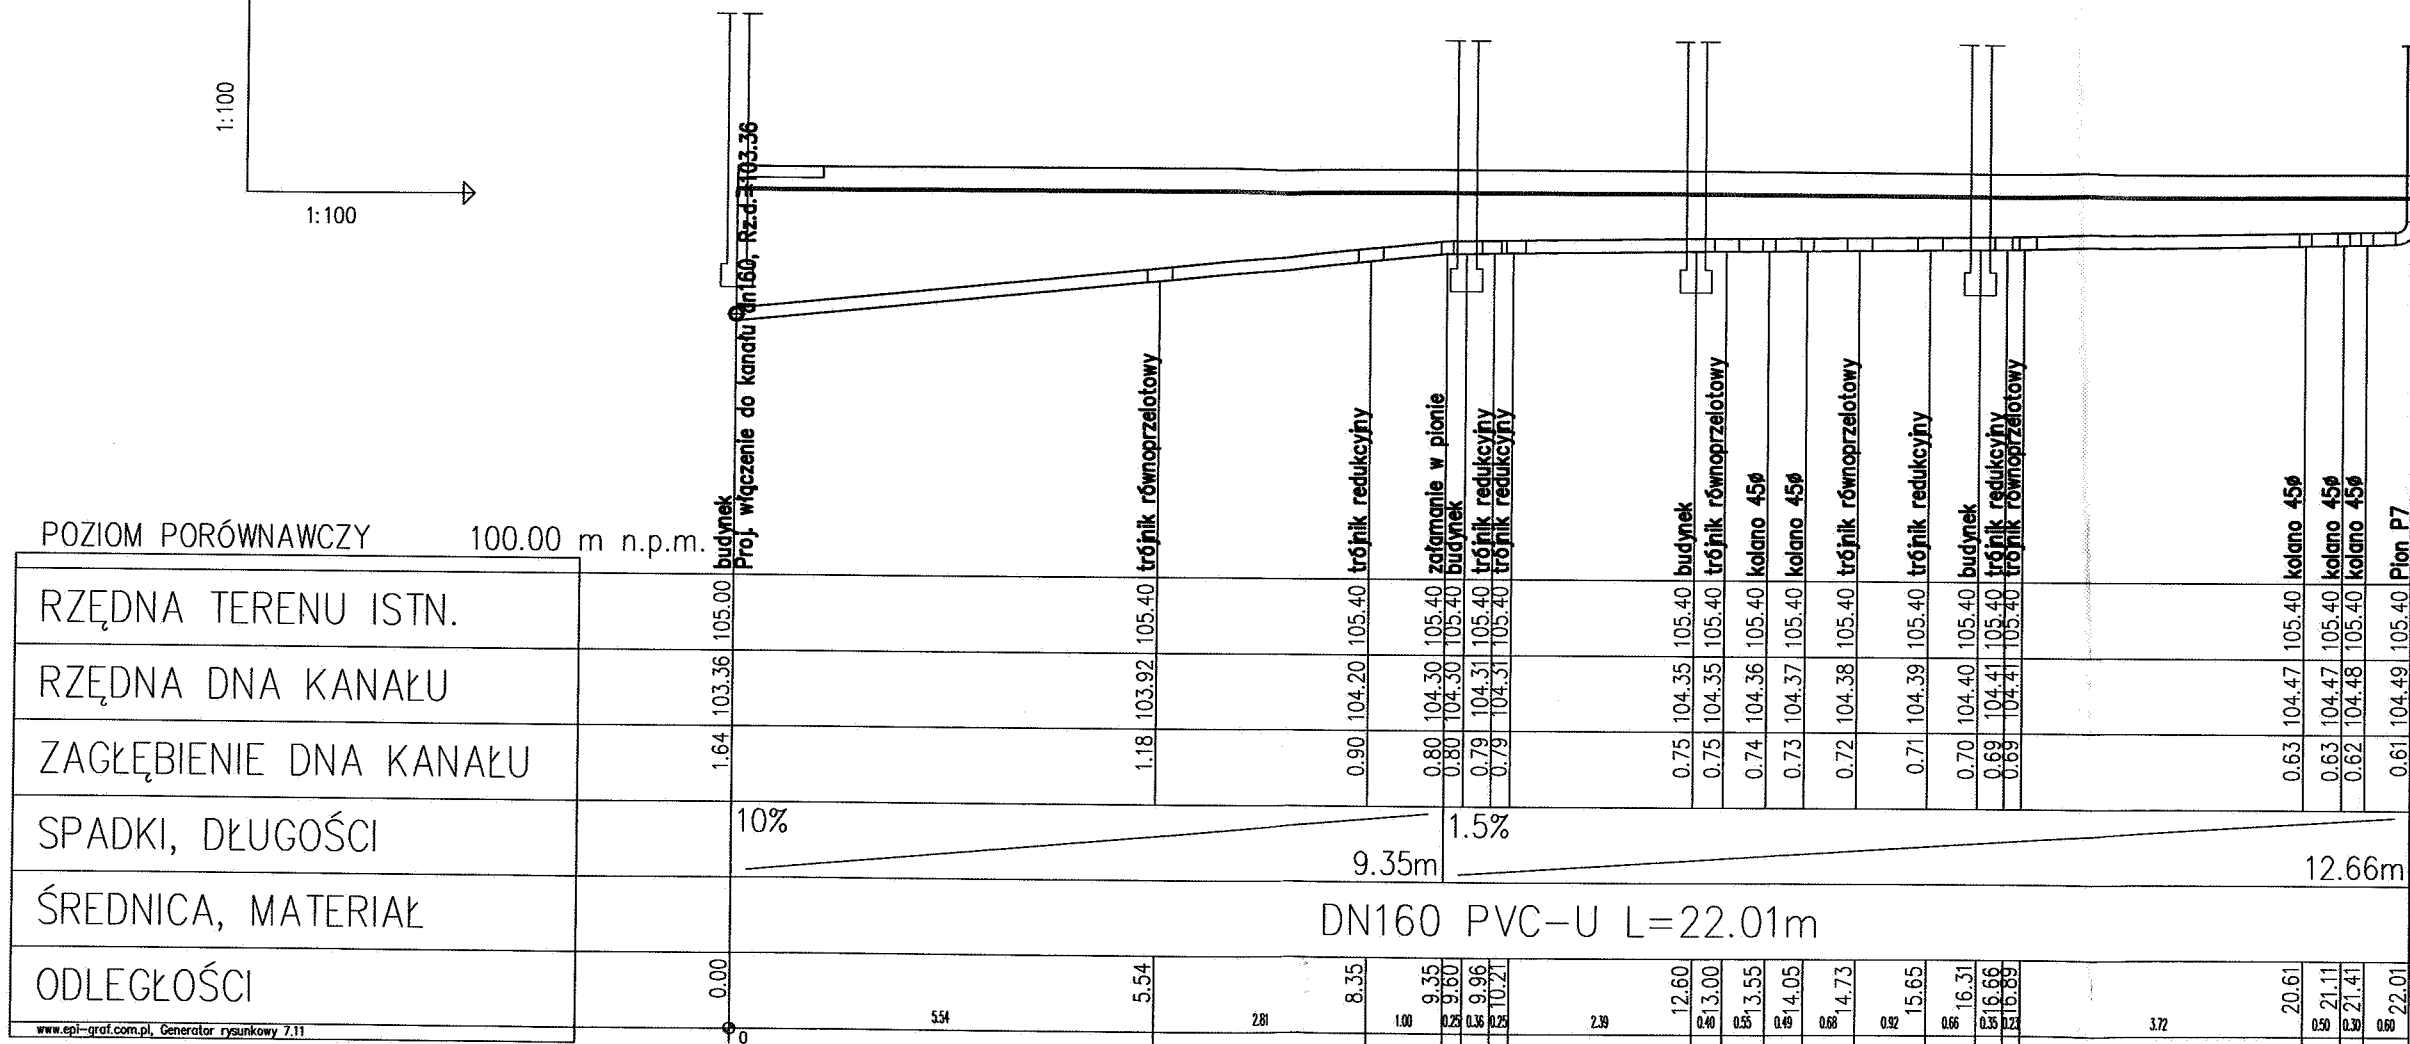 1:100
1:100
budynek
Proj. włączenie do kanału dn160, Rz.d.=103.36
trójnik równoprzelotowy
trójnik redukcyjny
załamanie w pionie
budynek
trójnik redukcyjny
trójnik redukcyjny
budynek
trójnik równoprzelotowy
kolano 45ø
kolano 45ø
trójnik równoprzelotowy
trójnik redukcyjny
budynek
trójnik redukcyjny
trójnik równoprzelotowy
kolano 45ø
kolano 45ø
kolano 45ø
Pion P7
POZIOM PORÓWNAWCZY 100.00 m n.p.m.
RZĘDNA TERENU ISTN. 105.00 105.40 105.40 105.40 105.40 105.40 105.40 105.40 105.40 105.40 105.40 105.40 105.40 105.40 105.40 105.40 105.40 105.40 105.40 105.40
RZĘDNA DNA KANAŁU 103.36 103.92 104.20 104.30 104.30 104.31 104.31 104.35 104.35 104.36 104.37 104.38 104.39 104.40 104.41 104.41 104.47 104.47 104.48 104.49
ZAGŁĘBIENIE DNA KANAŁU 1.64 1.18 0.90 0.80 0.80 0.79 0.79 0.75 0.75 0.74 0.73 0.72 0.71 0.70 0.69 0.69 0.63 0.63 0.62 0.61
SPADKI, DŁUGOŚCI 10% 9.35m 1.5% 12.66m
ŚREDNICA, MATERIAŁ DN160 PVC-U L=22.01m
ODLEGŁOŚCI 0.00 5.54 8.35 9.35 9.60 9.96 10.21 12.60 13.00 13.55 14.05 14.73 15.65 16.31 16.66 16.89 20.61 21.11 21.41 22.01
5.54 2.81 1.00 0.25 0.36 0.25 2.39 0.40 0.55 0.49 0.68 0.92 0.66 0.35 0.23 3.72 0.50 0.30 0.60
www.epi-graf.com.pl, Generator rysunkowy 7.11
0